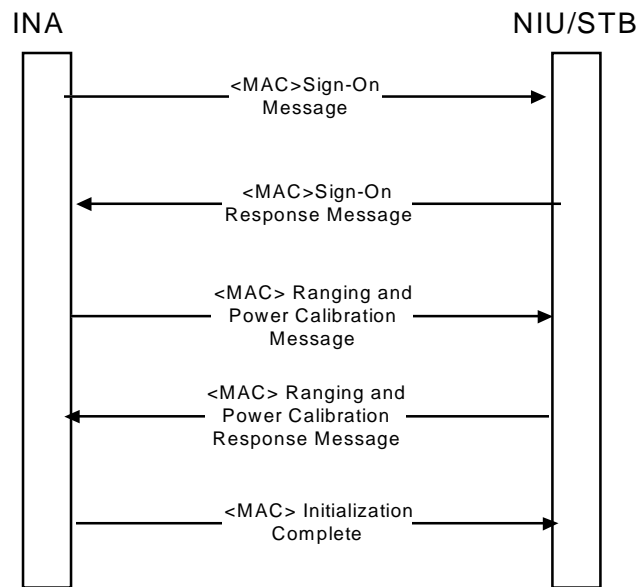 INA
NIU/STB
<MAC>Sign-On
Message
<MAC>Sign-On
Response Message
<MAC> Ranging and
Power Calibration
Message
<MAC> Ranging and
Power Calibration
Response Message
<MAC> Initialization
Complete